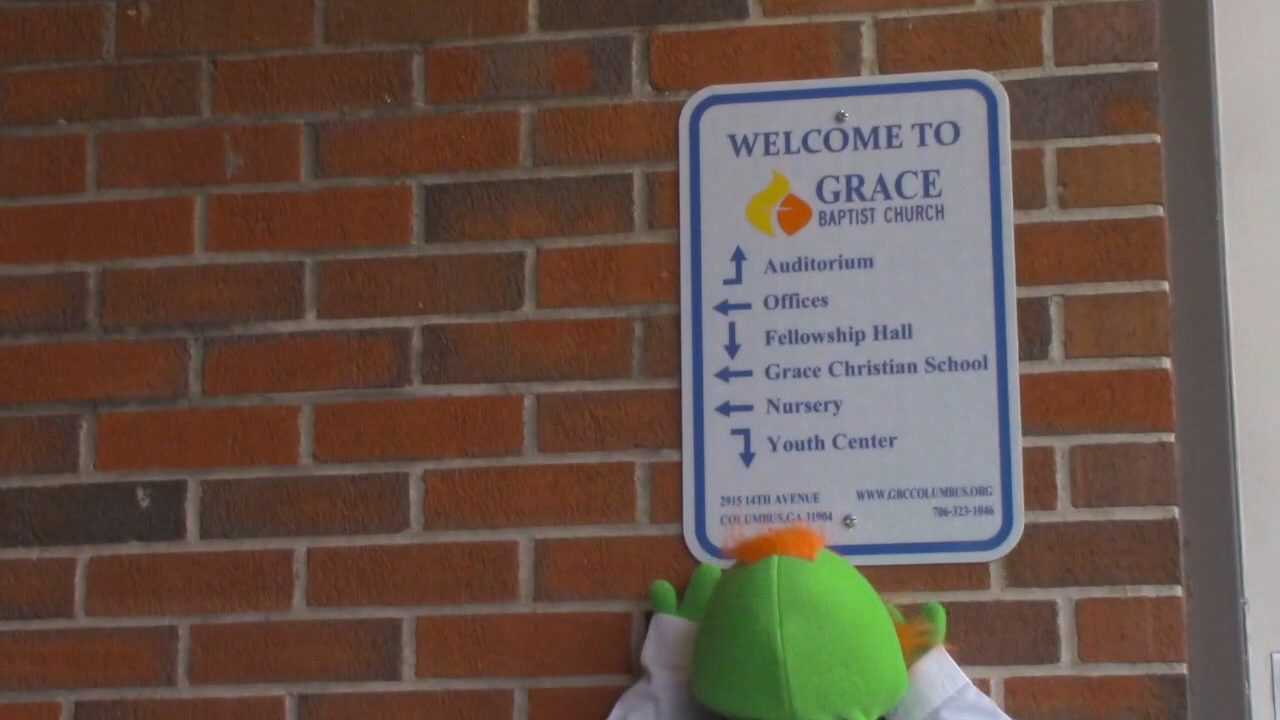 WELCOME TO
GRACE
BAPTIST CHURCH
Auditorium
Offices
Fellowship Hall
Grace Christian School
Nursery
Youth Center
2915 14TH AVENUE
COLUMBUS, GA 31904
WWW.GBCCOLUMBUS.ORG
706-323-1046